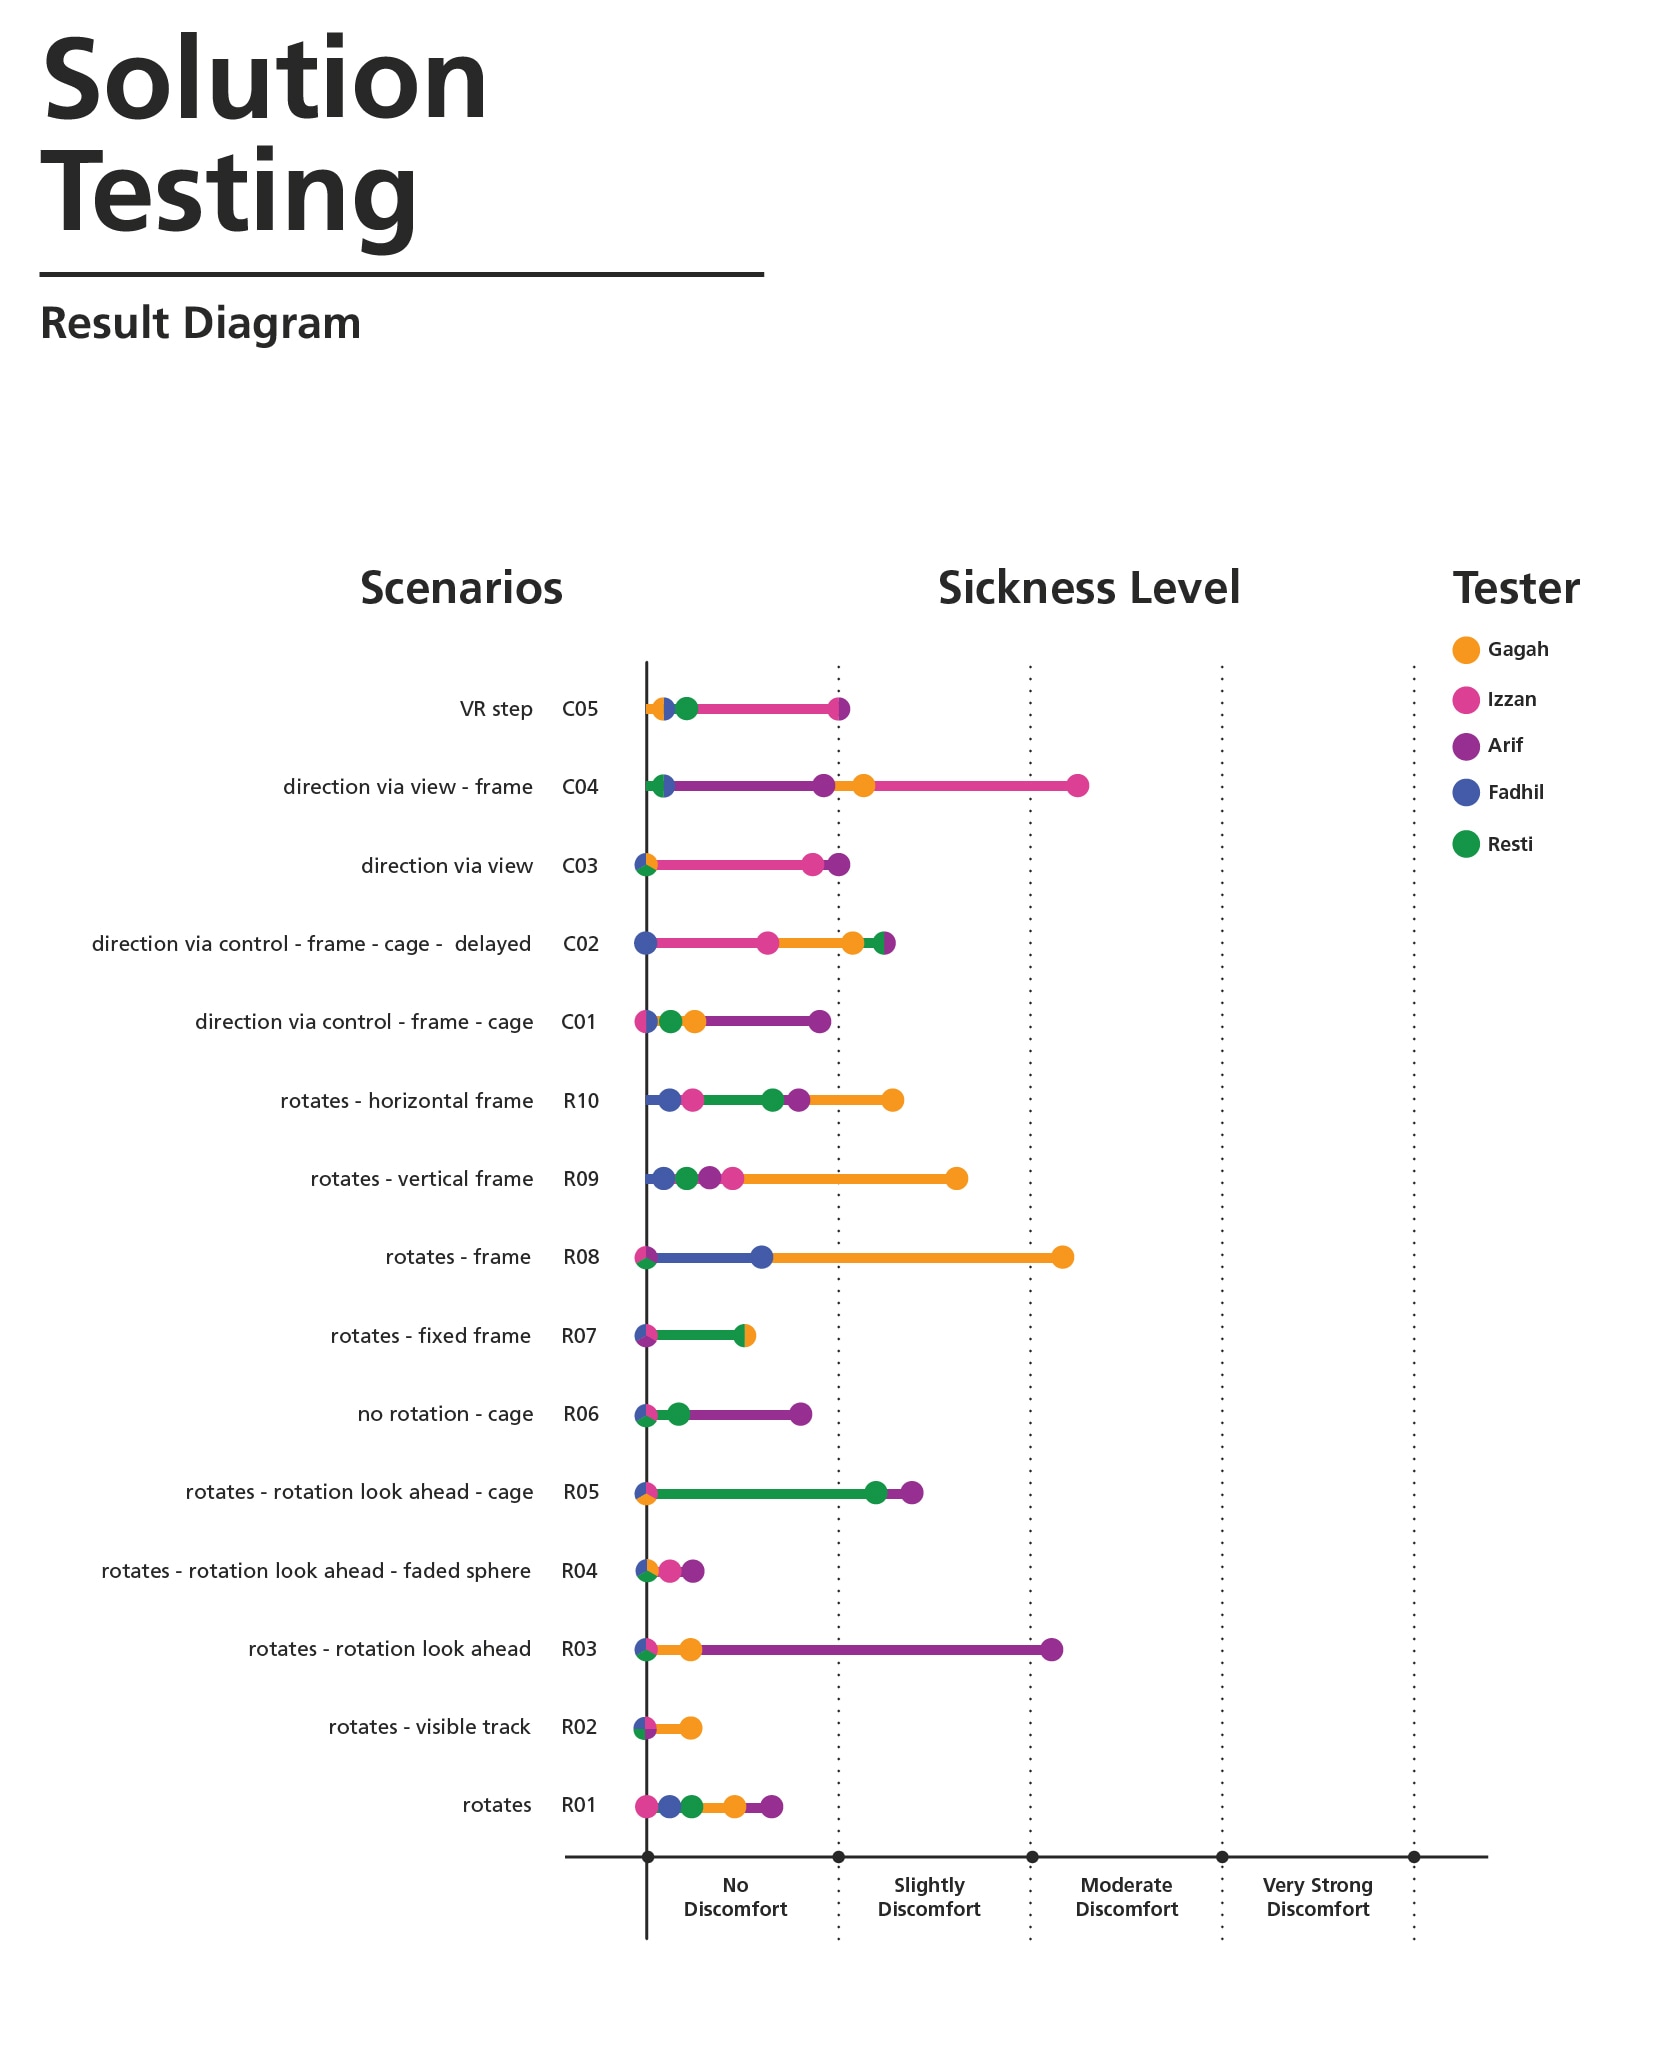 Solution
Testing
Result Diagram
Scenarios
Sickness Level
Tester
Gagah
Izzan
Arif
Fadhil
Resti
VR step C05
direction via view - frame C04
direction via view C03
direction via control - frame - cage - delayed C02
direction via control - frame - cage C01
rotates - horizontal frame R10
rotates - vertical frame R09
rotates - frame R08
rotates - fixed frame R07
no rotation - cage R06
rotates - rotation look ahead - cage R05
rotates - rotation look ahead - faded sphere R04
rotates - rotation look ahead R03
rotates - visible track R02
rotates R01
No
Discomfort
Slightly
Discomfort
Moderate
Discomfort
Very Strong
Discomfort